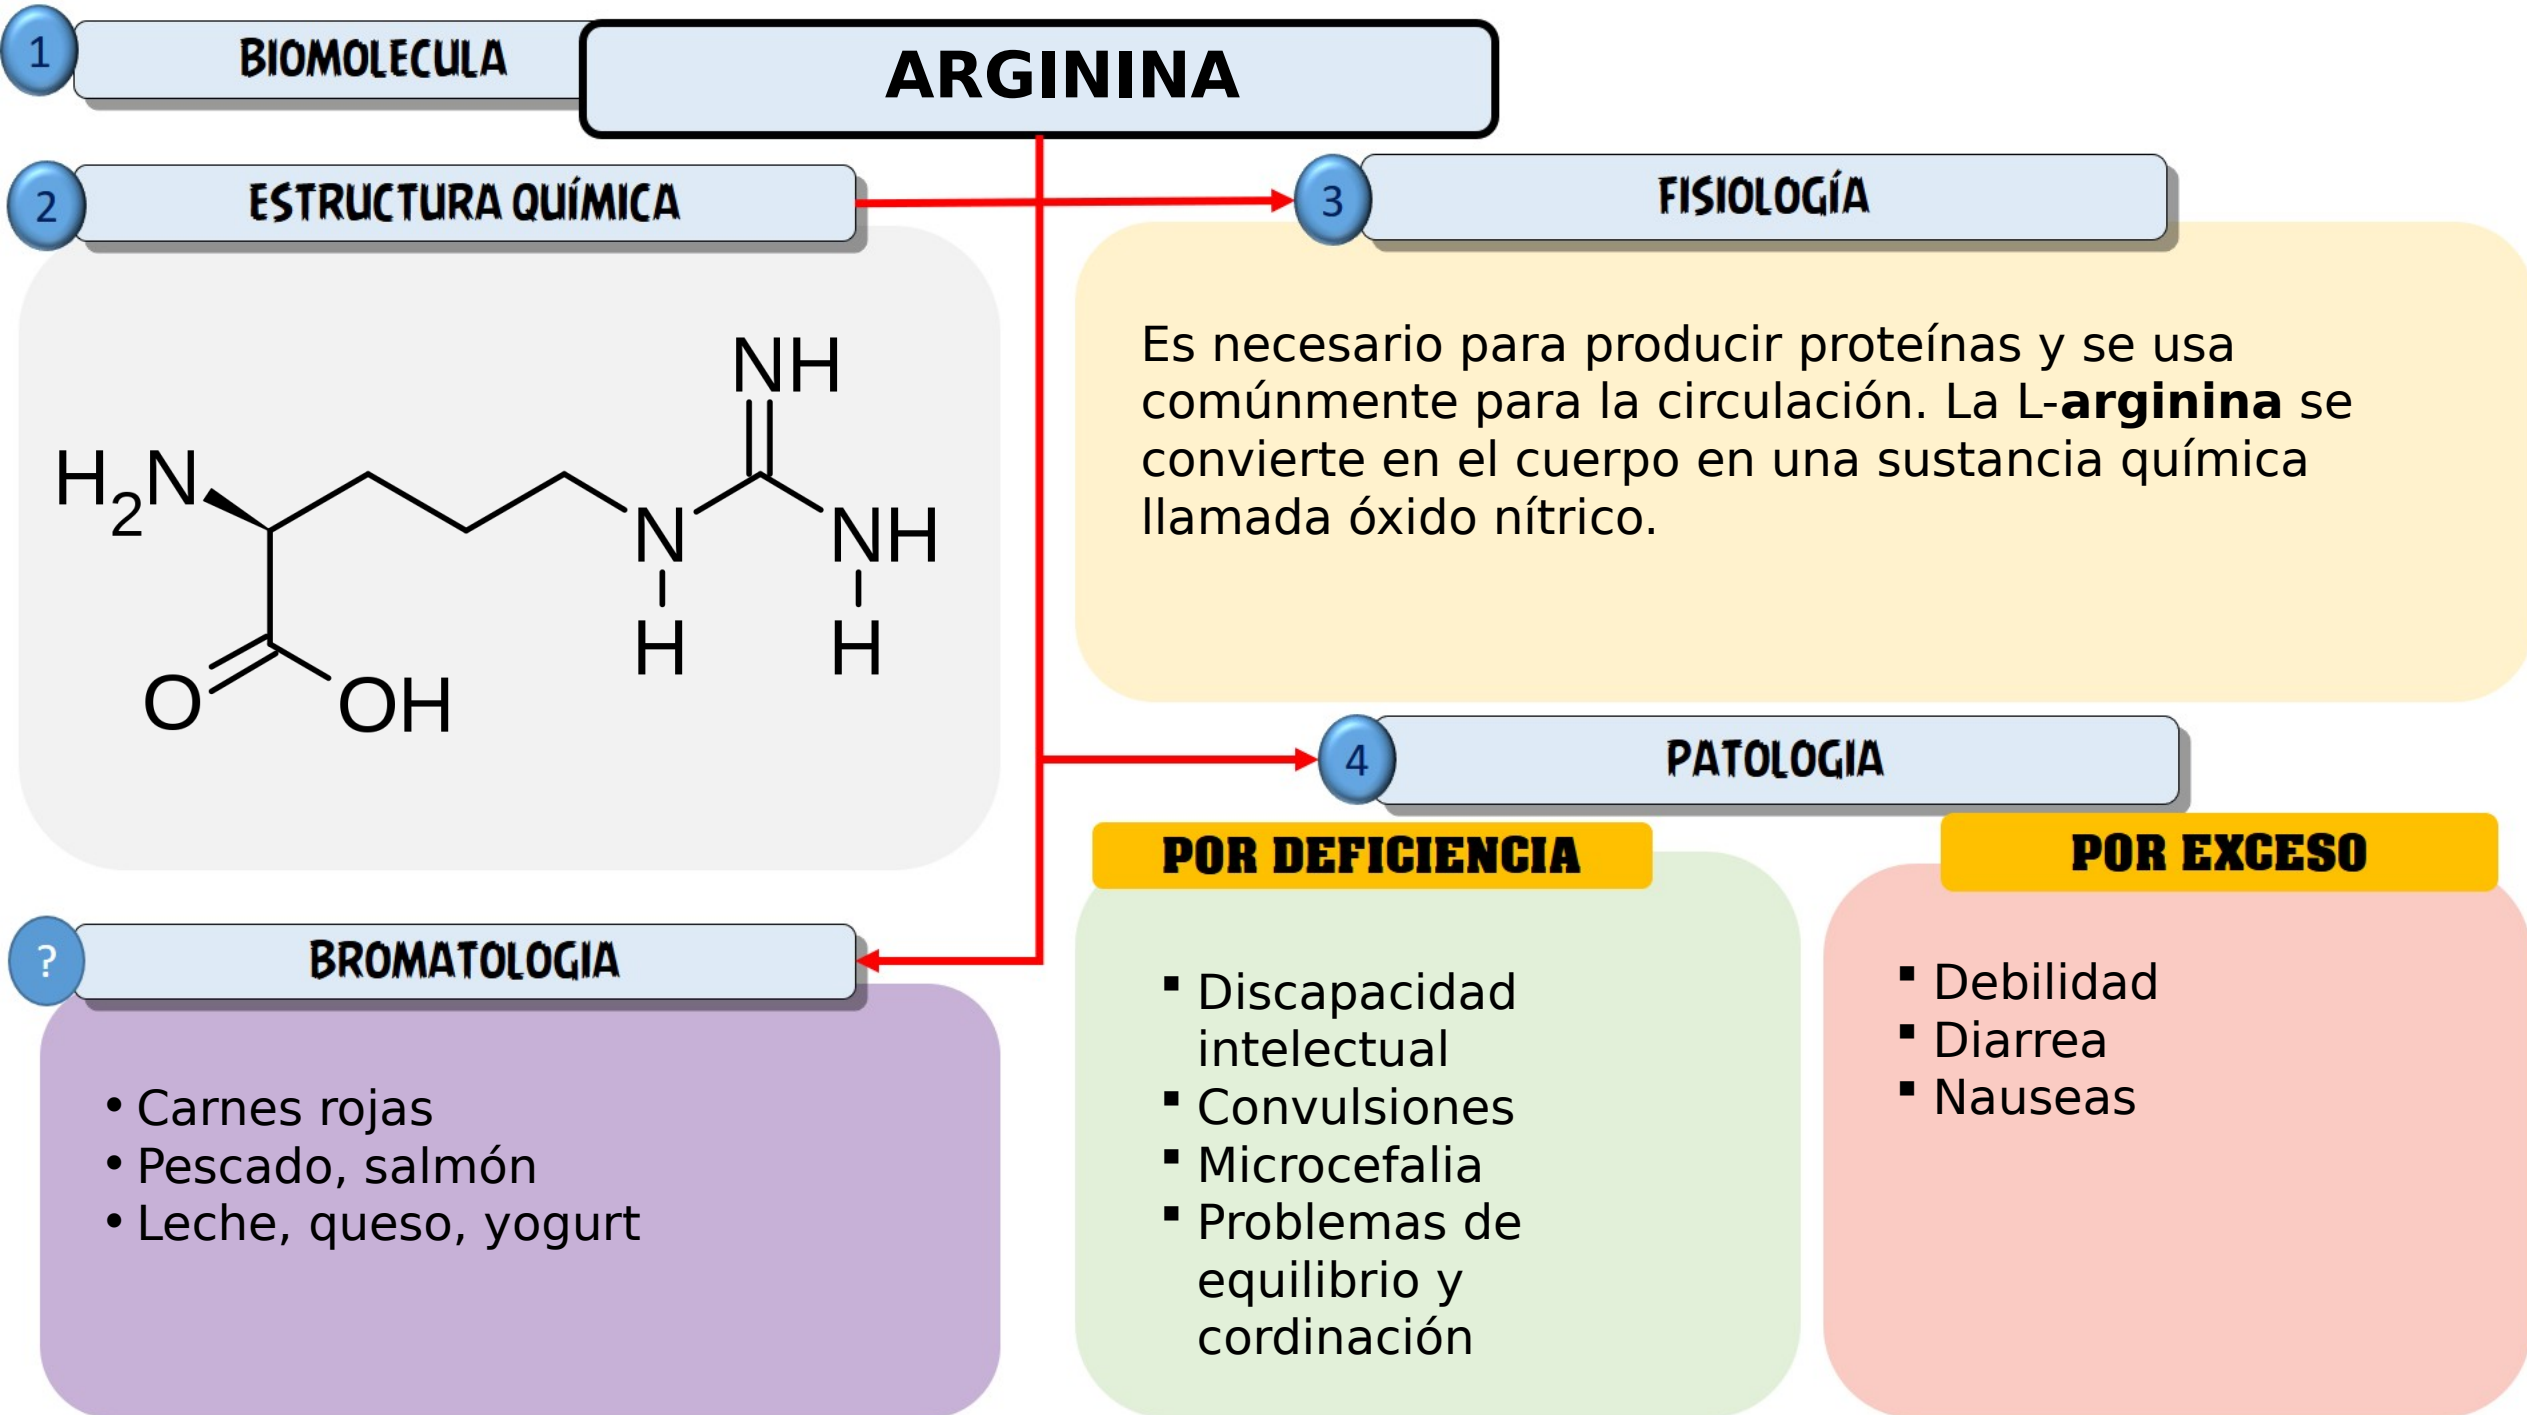 1
BIOMOLECULA
ARGININA
2
ESTRUCTURA QUÍMICA
NH
H2N
N
NH
H
H
O
OH
3
FISIOLOGÍA
Es necesario para producir proteínas y se usa
comúnmente para la circulación. La L-arginina se
convierte en el cuerpo en una sustancia química
llamada óxido nítrico.
4
PATOLOGIA
POR DEFICIENCIA
▪ Discapacidad
intelectual
▪ Convulsiones
▪ Microcefalia
▪ Problemas de
equilibrio y
cordinación
POR EXCESO
▪ Debilidad
▪ Diarrea
▪ Nauseas
?
BROMATOLOGIA
• Carnes rojas
• Pescado, salmón
• Leche, queso, yogurt